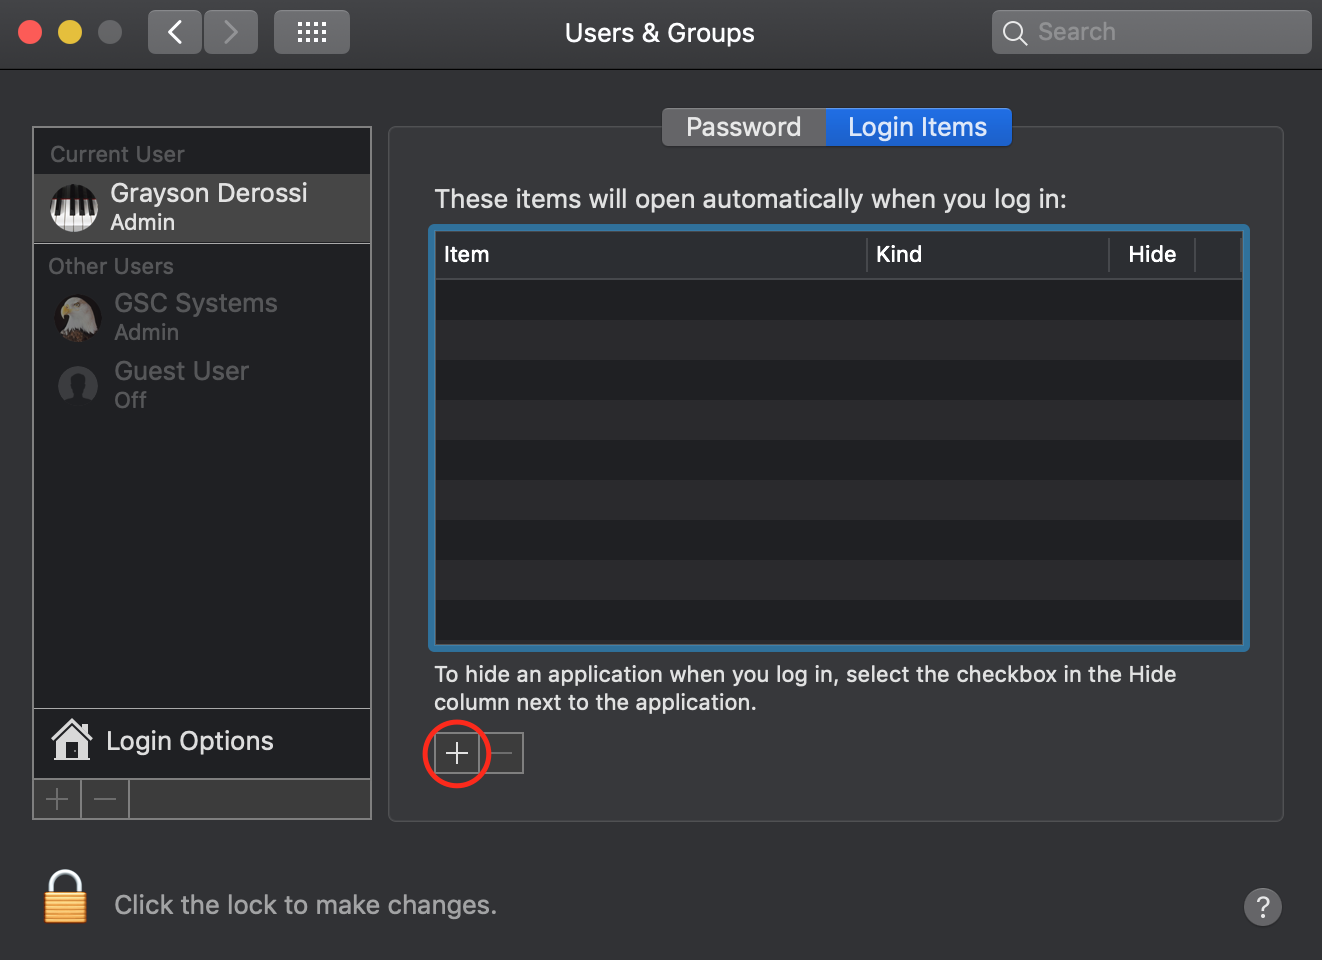 Users & Groups
Search
Current User
Grayson Derossi
Admin
Other Users
GSC Systems
Admin
Guest User
Off
Login Options
Password
Login Items
These items will open automatically when you log in:
Item Kind Hide
To hide an application when you log in, select the checkbox in the Hide
column next to the application.
Click the lock to make changes.
?